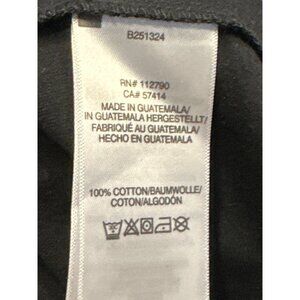 B251324
RN# 112790
CA# 57414
MADE IN GUATEMALA/
IN GUATEMALA HERGESTELLT/
FABRIQUÉ AU GUATEMALA/
HECHO EN GUATEMALA
100% COTTON/BAUMWOLLE/
COTON/ALGODÓN